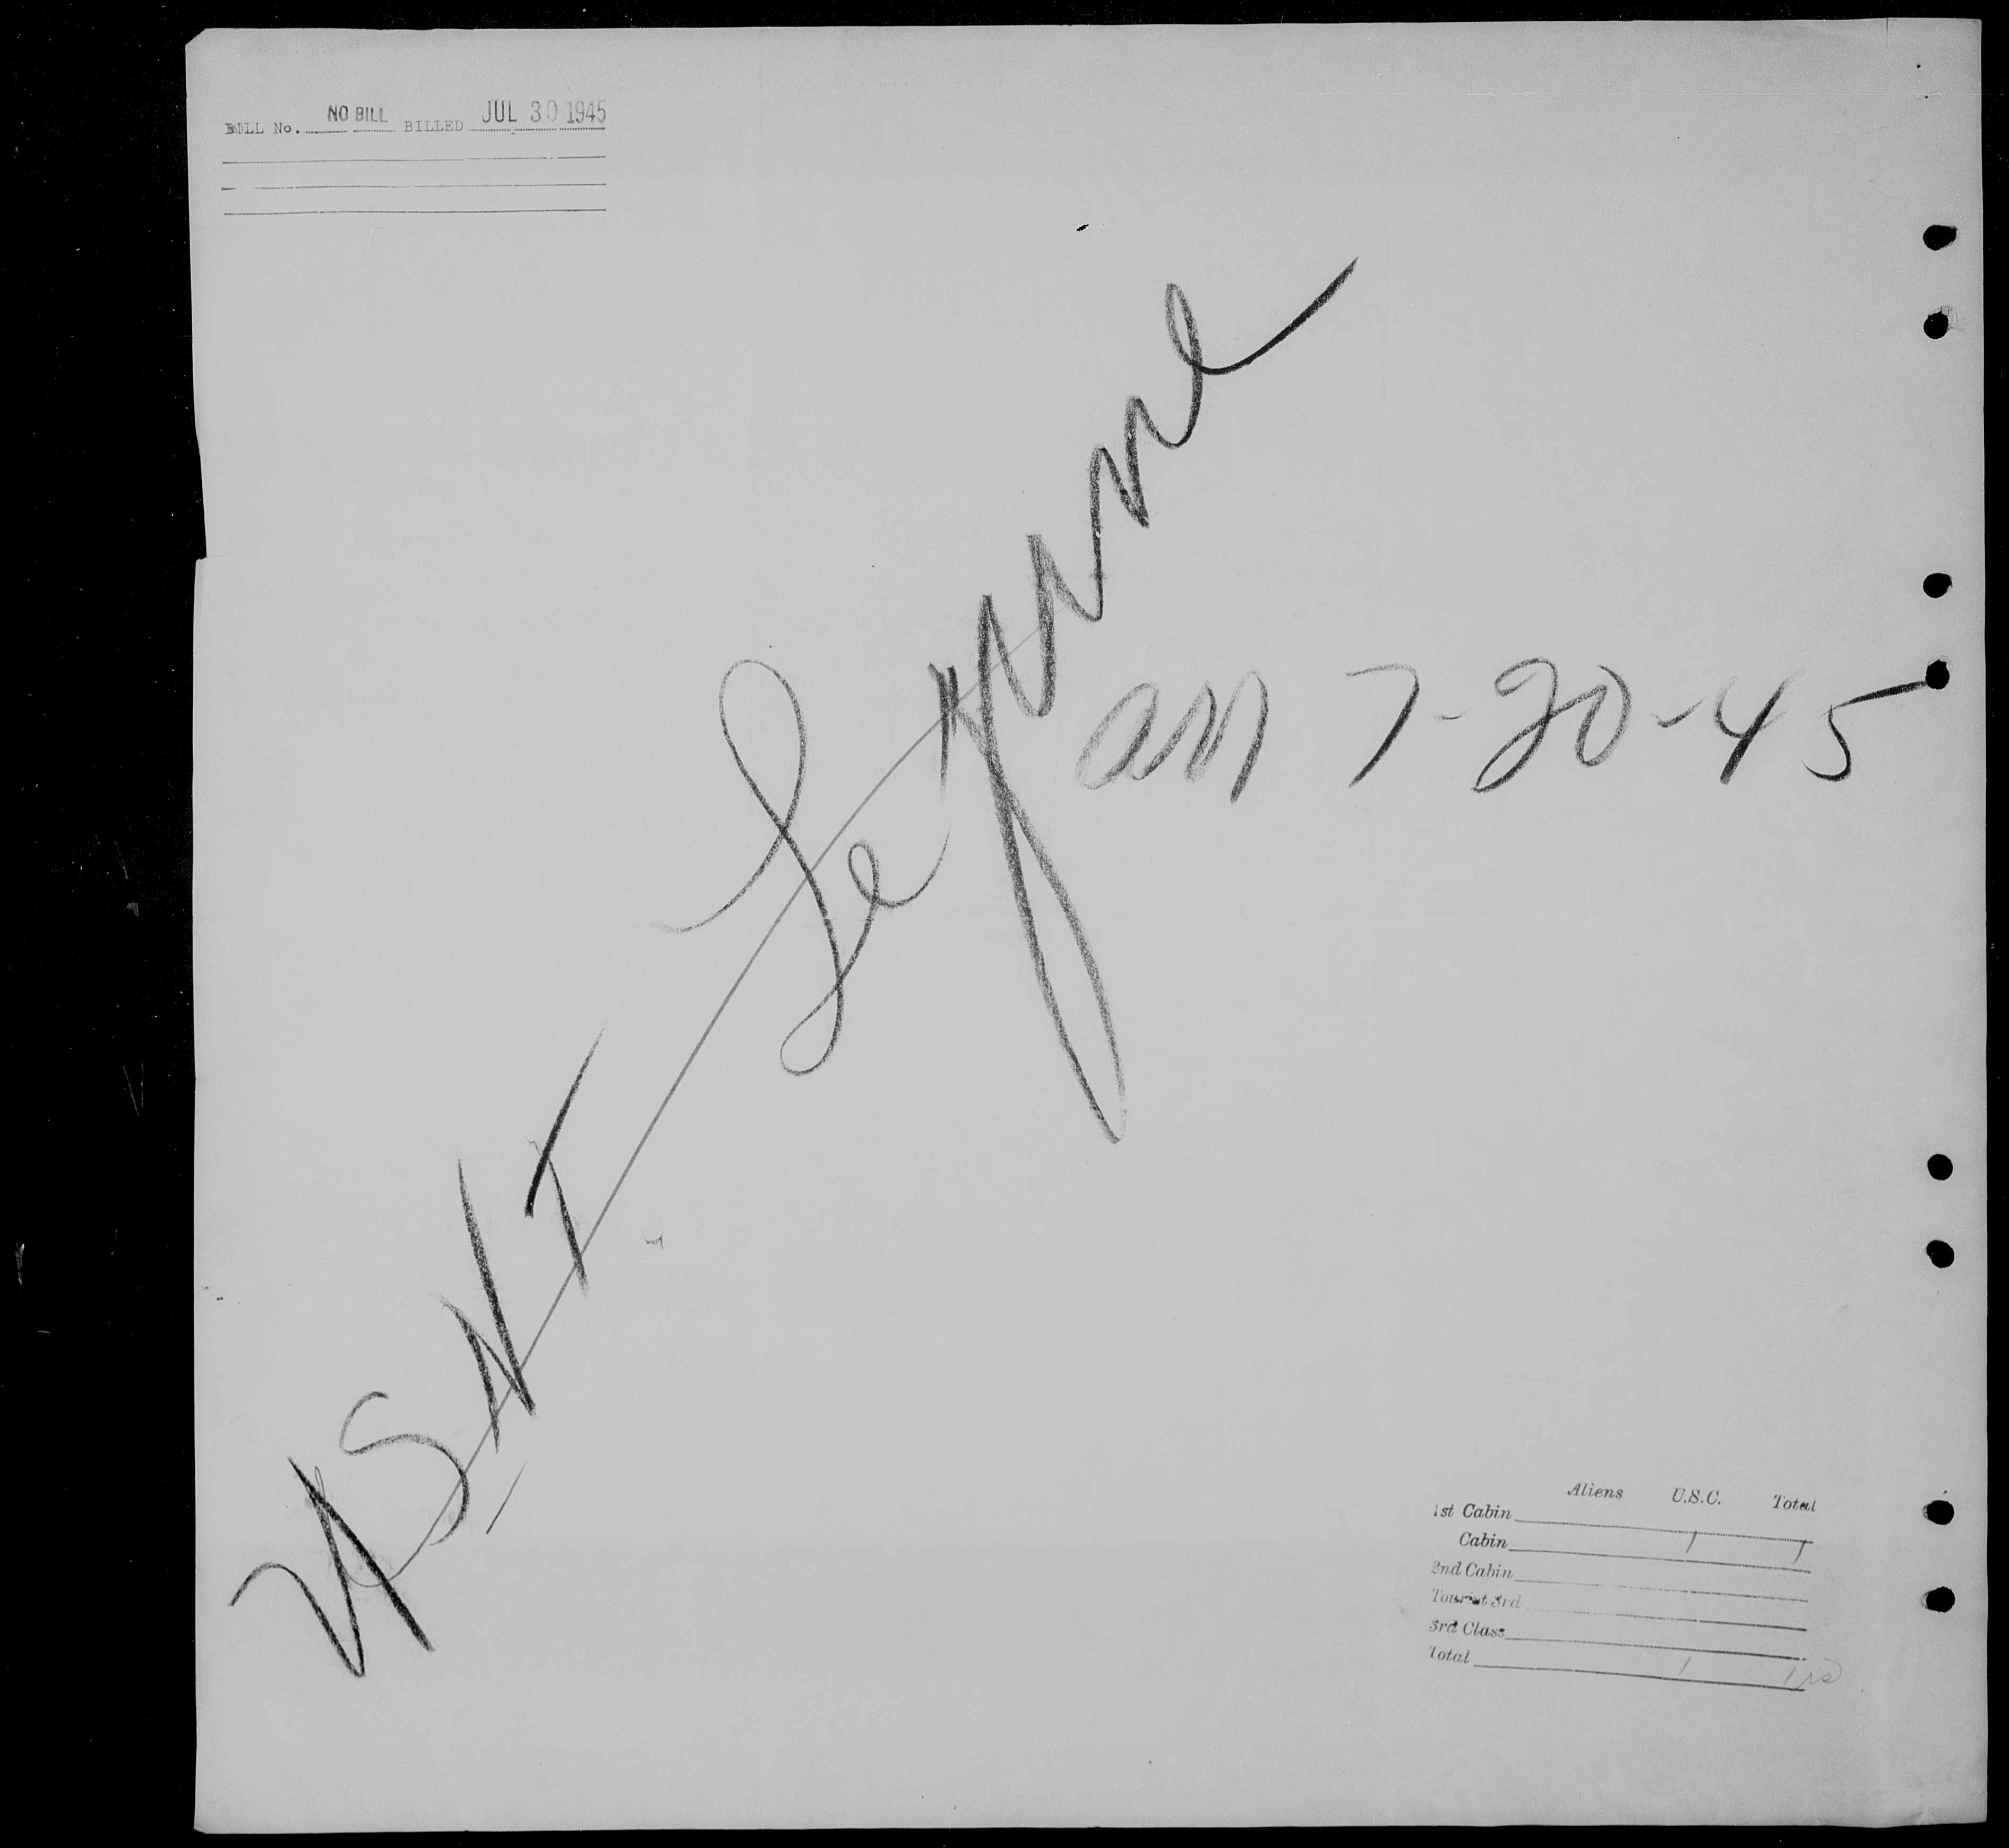 BILL No. NO BILL BILLED JUL 30 1945
USAT Lejeune
arr 7-20-45
Aliens U.S.C. Total
1st Cabin
Cabin 1 1
2nd Cabin
Tourist 3rd
3rd Class
Total 1 1